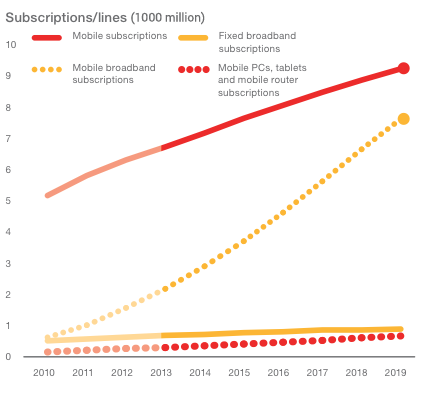 Subscriptions/lines (1000 million)
10
Mobile subscriptions
Fixed broadband
subscriptions
9
Mobile broadband
subscriptions
Mobile PCs, tablets
and mobile router
subscriptions
8
7
6
5
4
3
2
1
0
2010 2011 2012 2013 2014 2015 2016 2017 2018 2019